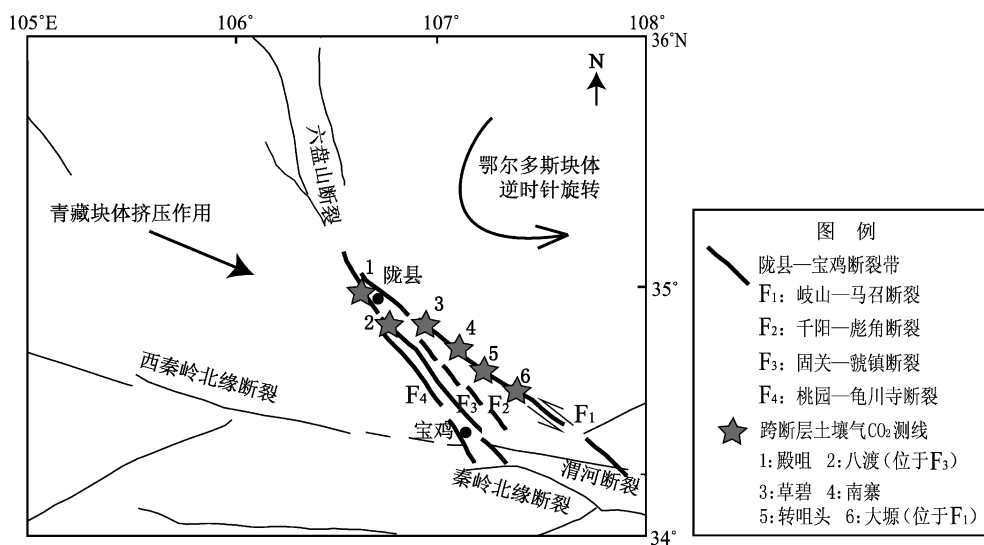 105°E
106°
107°
108°
36°N
N
六盘山断裂
鄂尔多斯块体
逆时针旋转
青藏块体挤压作用
1
陇县
35°
2
3
4
5
6
西秦岭北缘断裂
F4
F3
F2
F1
宝鸡
渭河断裂
秦岭北缘断裂
34°
图 例
陇县—宝鸡断裂带
F1：岐山—马召断裂
F2：千阳—彪角断裂
F3：固关—虢镇断裂
F4：桃园—龟川寺断裂
跨断层土壤气CO2测线
1：殿咀 2：八渡（位于F3）
3：草碧 4：南寨
5：转咀头 6：大塬（位于F1）